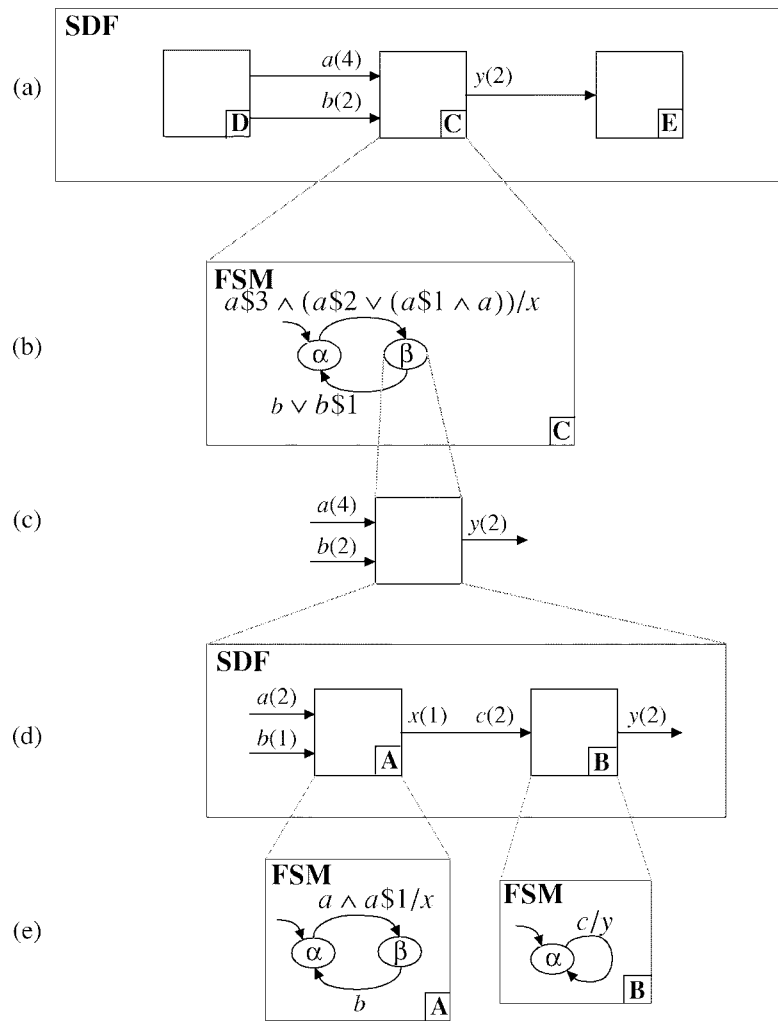 SDF
(a)
a(4)
b(2)
y(2)
D
C
E
(b)
FSM
a$3 ∧ (a$2 ∨ (a$1 ∧ a))/x
α
β
b ∨ b$1
C
(c)
a(4)
b(2)
y(2)
(d)
SDF
a(2)
b(1)
x(1)
c(2)
y(2)
A
B
(e)
FSM
a ∧ a$1/x
α
β
b
A
FSM
c/y
α
B